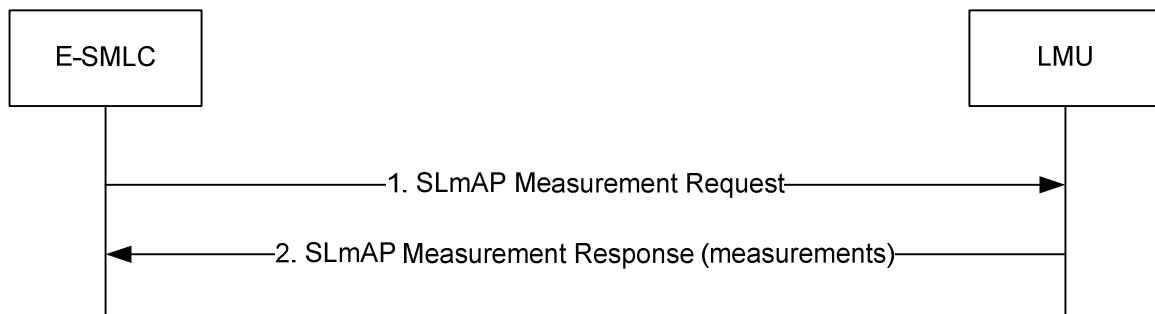 E-SMLC
LMU
1. SLmAP Measurement Request
2. SLmAP Measurement Response (measurements)